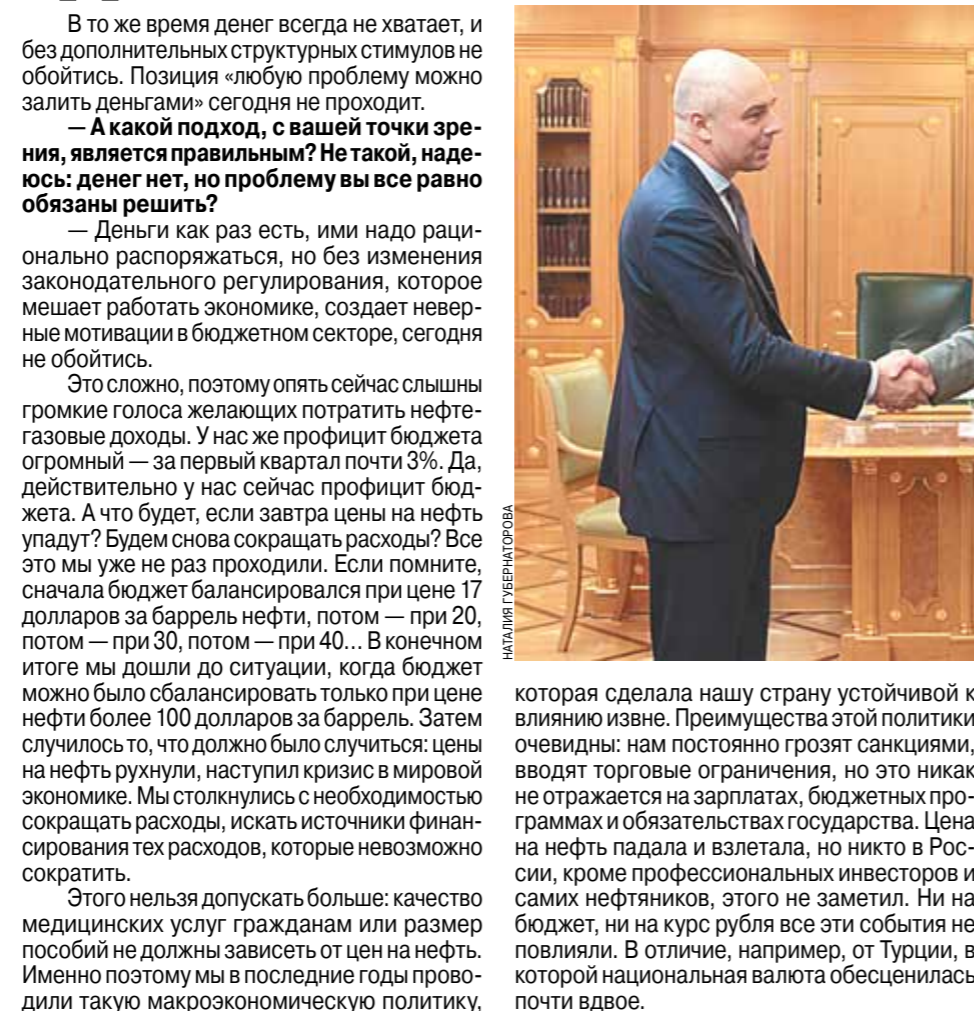 В то же время денег всегда не хватает, и
без дополнительных структурных стимулов не
обойтись. Позиция «любую проблему можно
залить деньгами» сегодня не проходит.
— А какой подход, с вашей точки зре-
ния, является правильным? Не такой, наде-
юсь: денег нет, но проблему вы все равно
обязаны решить?
— Деньги как раз есть, ими надо раци-
онально распоряжаться, но без изменения
законодательного регулирования, которое
мешает работать экономике, создает невер-
ные мотивации в бюджетном секторе, сегодня
не обойтись.
Это сложно, поэтому опять сейчас слышны
громкие голоса желающих потратить нефте-
газовые доходы. У нас же профицит бюджета
огромный — за первый квартал почти 3%. Да,
действительно у нас сейчас профицит бюд-
жета. А что будет, если завтра цены на нефть
упадут? Будем снова сокращать расходы? Все
это мы уже не раз проходили. Если помните,
сначала бюджет балансировался при цене 17
долларов за баррель нефти, потом — при 20,
потом — при 30, потом — при 40… В конечном
итоге мы дошли до ситуации, когда бюджет
можно было сбалансировать только при цене
нефти более 100 долларов за баррель. Затем
случилось то, что должно было случиться: цены
на нефть рухнули, наступил кризис в мировой
экономике. Мы столкнулись с необходимостью
сокращать расходы, искать источники финан-
сирования тех расходов, которые невозможно
сократить.
Этого нельзя допускать больше: качество
медицинских услуг гражданам или размер
пособий не должны зависеть от цен на нефть.
Именно поэтому мы в последние годы прово-
дили такую макроэкономическую политику,
НАТАЛИЯ ГУБЕРНАТОРОВА
которая сделала нашу страну устойчивой к
влиянию извне. Преимущества этой политики
очевидны: нам постоянно грозят санкциями,
вводят торговые ограничения, но это никак
не отражается на зарплатах, бюджетных про-
граммах и обязательствах государства. Цена
на нефть падала и взлетала, но никто в Рос-
сии, кроме профессиональных инвесторов и
самих нефтяников, этого не заметил. Ни на
бюджет, ни на курс рубля все эти события не
повлияли. В отличие, например, от Турции, в
которой национальная валюта обесценилась
почти вдвое.